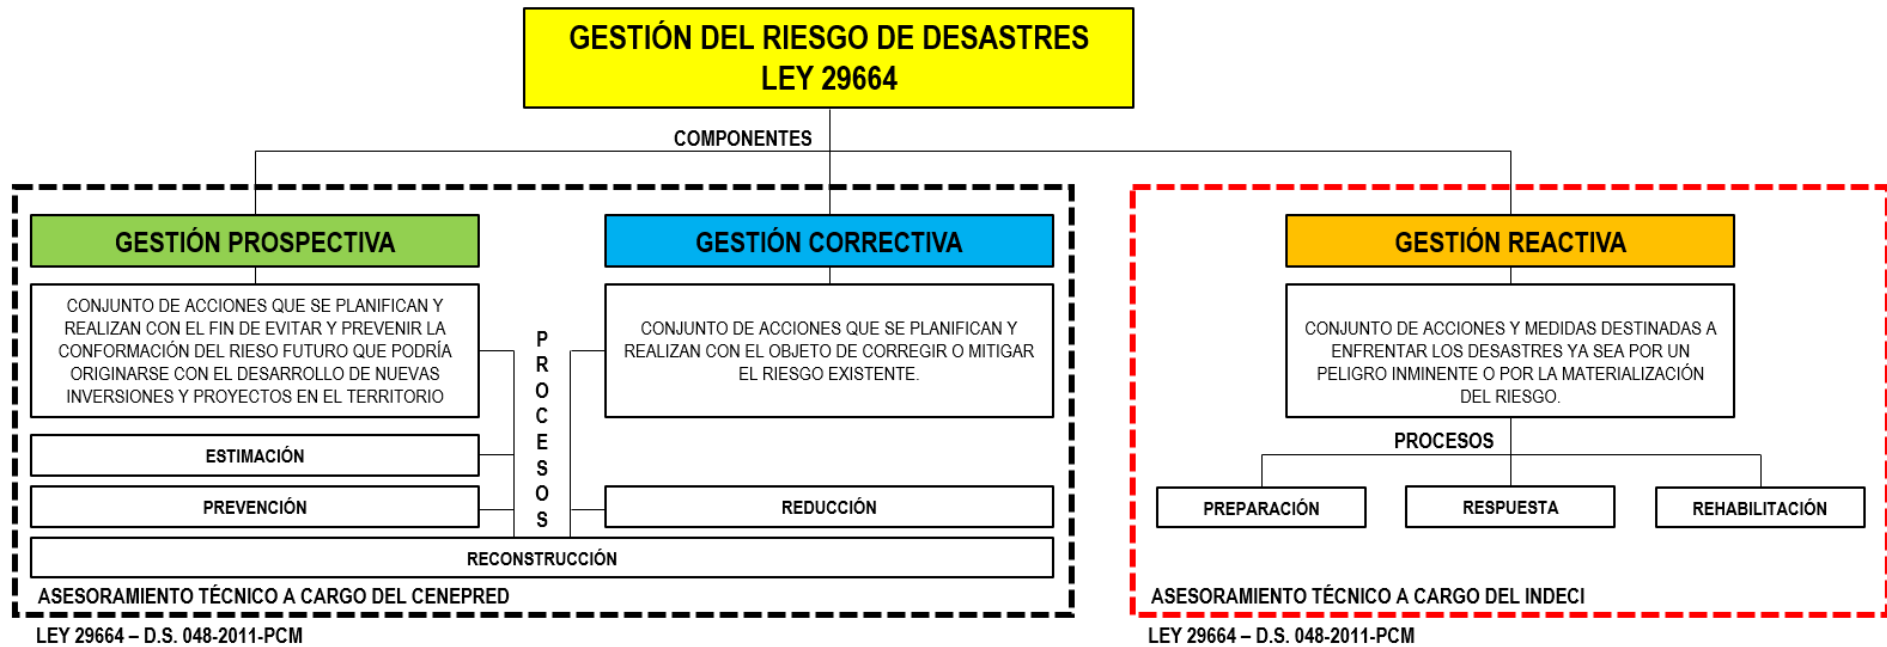 GESTIÓN DEL RIESGO DE DESASTRES
LEY 29664
COMPONENTES
GESTIÓN PROSPECTIVA
CONJUNTO DE ACCIONES QUE SE PLANIFICAN Y
REALIZAN CON EL FIN DE EVITAR Y PREVENIR LA
CONFORMACIÓN DEL RIESO FUTURO QUE PODRÍA
ORIGINARSE CON EL DESARROLLO DE NUEVAS
INVERSIONES Y PROYECTOS EN EL TERRITORIO
ESTIMACIÓN
PREVENCIÓN
PROCESOS
GESTIÓN CORRECTIVA
CONJUNTO DE ACCIONES QUE SE PLANIFICAN Y
REALIZAN CON EL OBJETO DE CORREGIR O MITIGAR
EL RIESGO EXISTENTE.
REDUCCIÓN
RECONSTRUCCIÓN
ASESORAMIENTO TÉCNICO A CARGO DEL CENEPRED
LEY 29664 – D.S. 048-2011-PCM
GESTIÓN REACTIVA
CONJUNTO DE ACCIONES Y MEDIDAS DESTINADAS A
ENFRENTAR LOS DESASTRES YA SEA POR UN
PELIGRO INMINENTE O POR LA MATERIALIZACIÓN
DEL RIESGO.
PROCESOS
PREPARACIÓN
RESPUESTA
REHABILITACIÓN
ASESORAMIENTO TÉCNICO A CARGO DEL INDECI
LEY 29664 – D.S. 048-2011-PCM